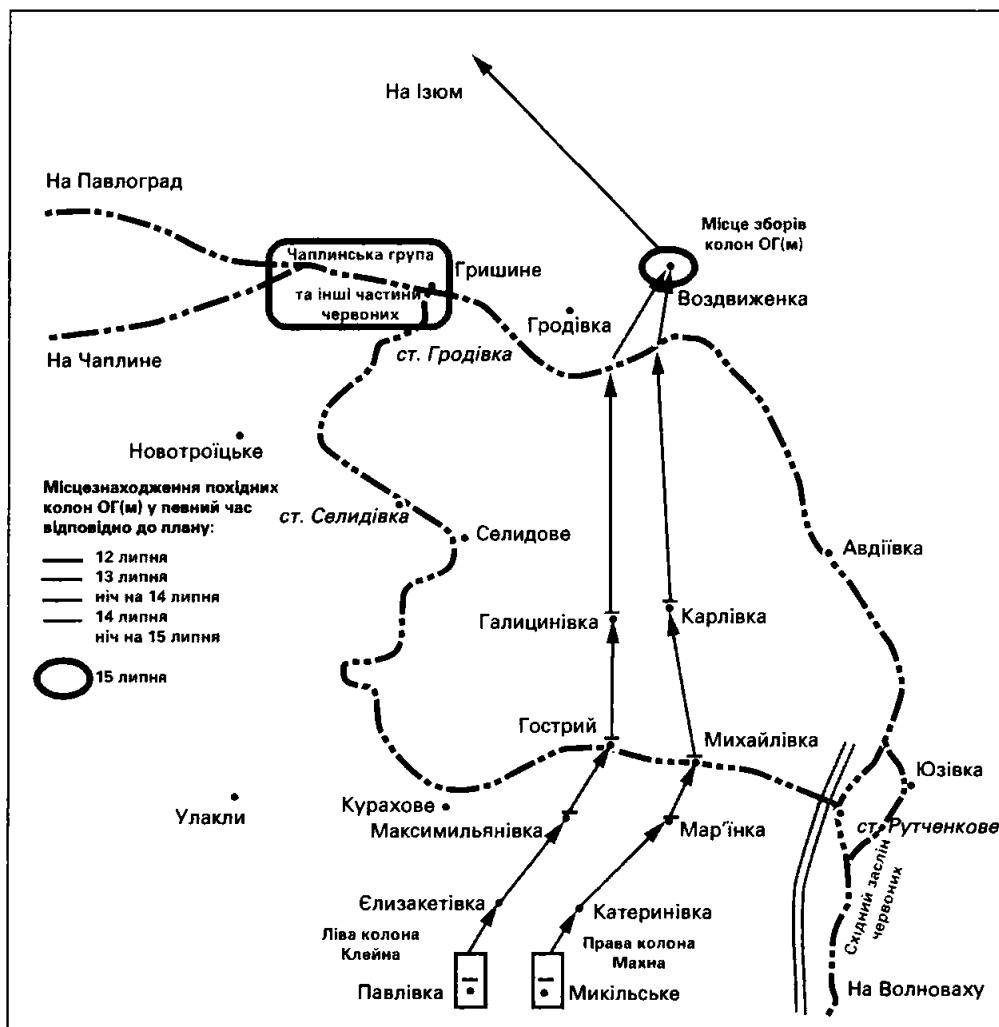 На Ізюм
На Павлоград
Місце зборів
колон ОГ(м)
Чаплинська група
Гришине
та інші частини
червоних
Воздвиженка
Гродівка
ст. Гродівка
На Чаплине
Новотроїцьке
Місцезнаходження похідних
колон ОГ(м) у певний час
відповідно до плану:
12 липня
13 липня
ніч на 14 липня
14 липня
ніч на 15 липня
15 липня
ст. Селидівка
Селидове
Авдіївка
Галицинівка
Карлівка
Гострий
Михайлівка
Юзівка
Улакли
Курахове
Максимильянівка
Мар'їнка
ст. Рутченкове
Східний заслін
червоних
Єлизакетівка
Катеринівка
Ліва колона
Клейна
Права колона
Махна
Павлівка
Микільське
На Волноваху